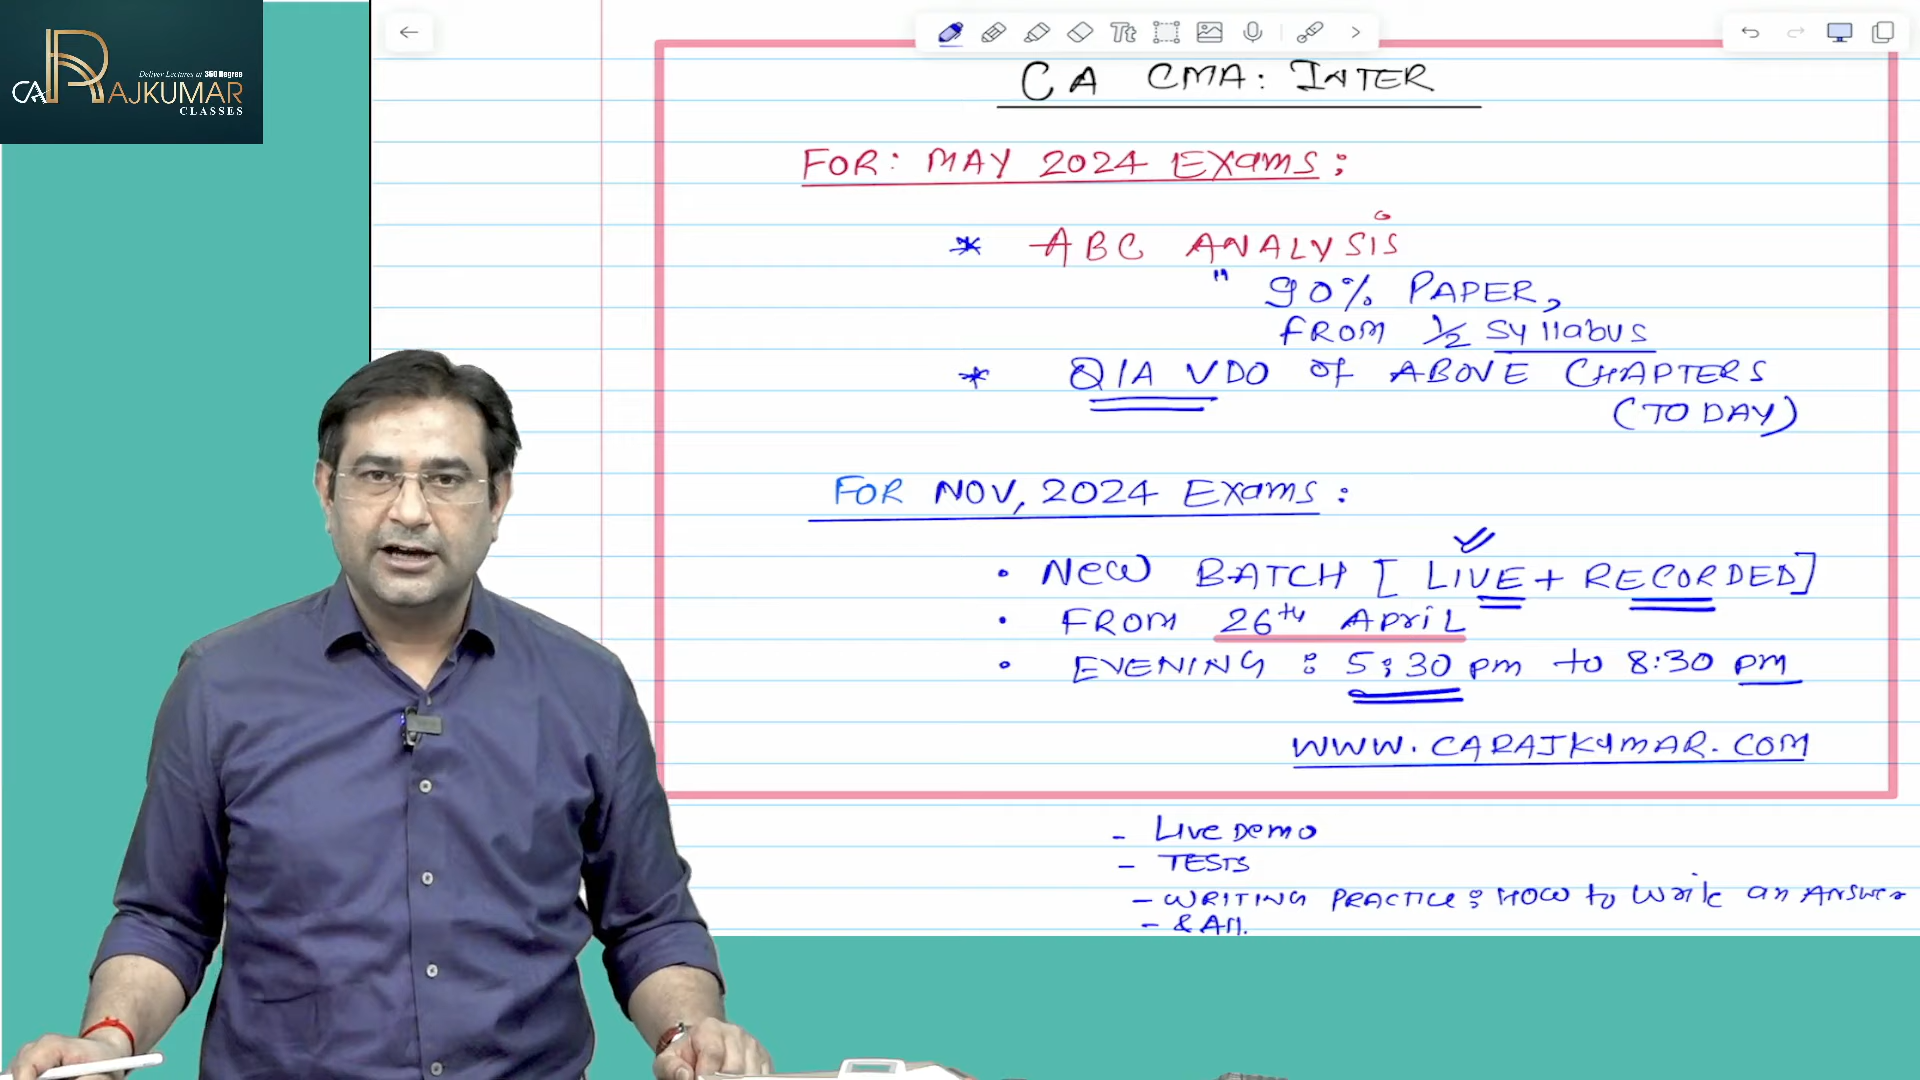 Deliver Lectures at 360 Degree
CA RAJKUMAR
CLASSES
Tt
CA CMA: INTER
FOR: MAY 2024 EXams:
* ABC ANALYSIS
" 90% PAPER,
FROM 1/2 Syllabus
* Q/A VDO of ABOVE CHAPTERS
(TODAY)
FOR NOV, 2024 EXams:
• New BATCH [LIVE + RECORDED]
• FROM 26th APriL
• EVENING : 5:30 pm to 8:30 pm
WWW.CARAJKUMAR.COM
- Live Demo
- TESTS
- WRITING PRACTICE: HOW to Write an Answer
- & All.